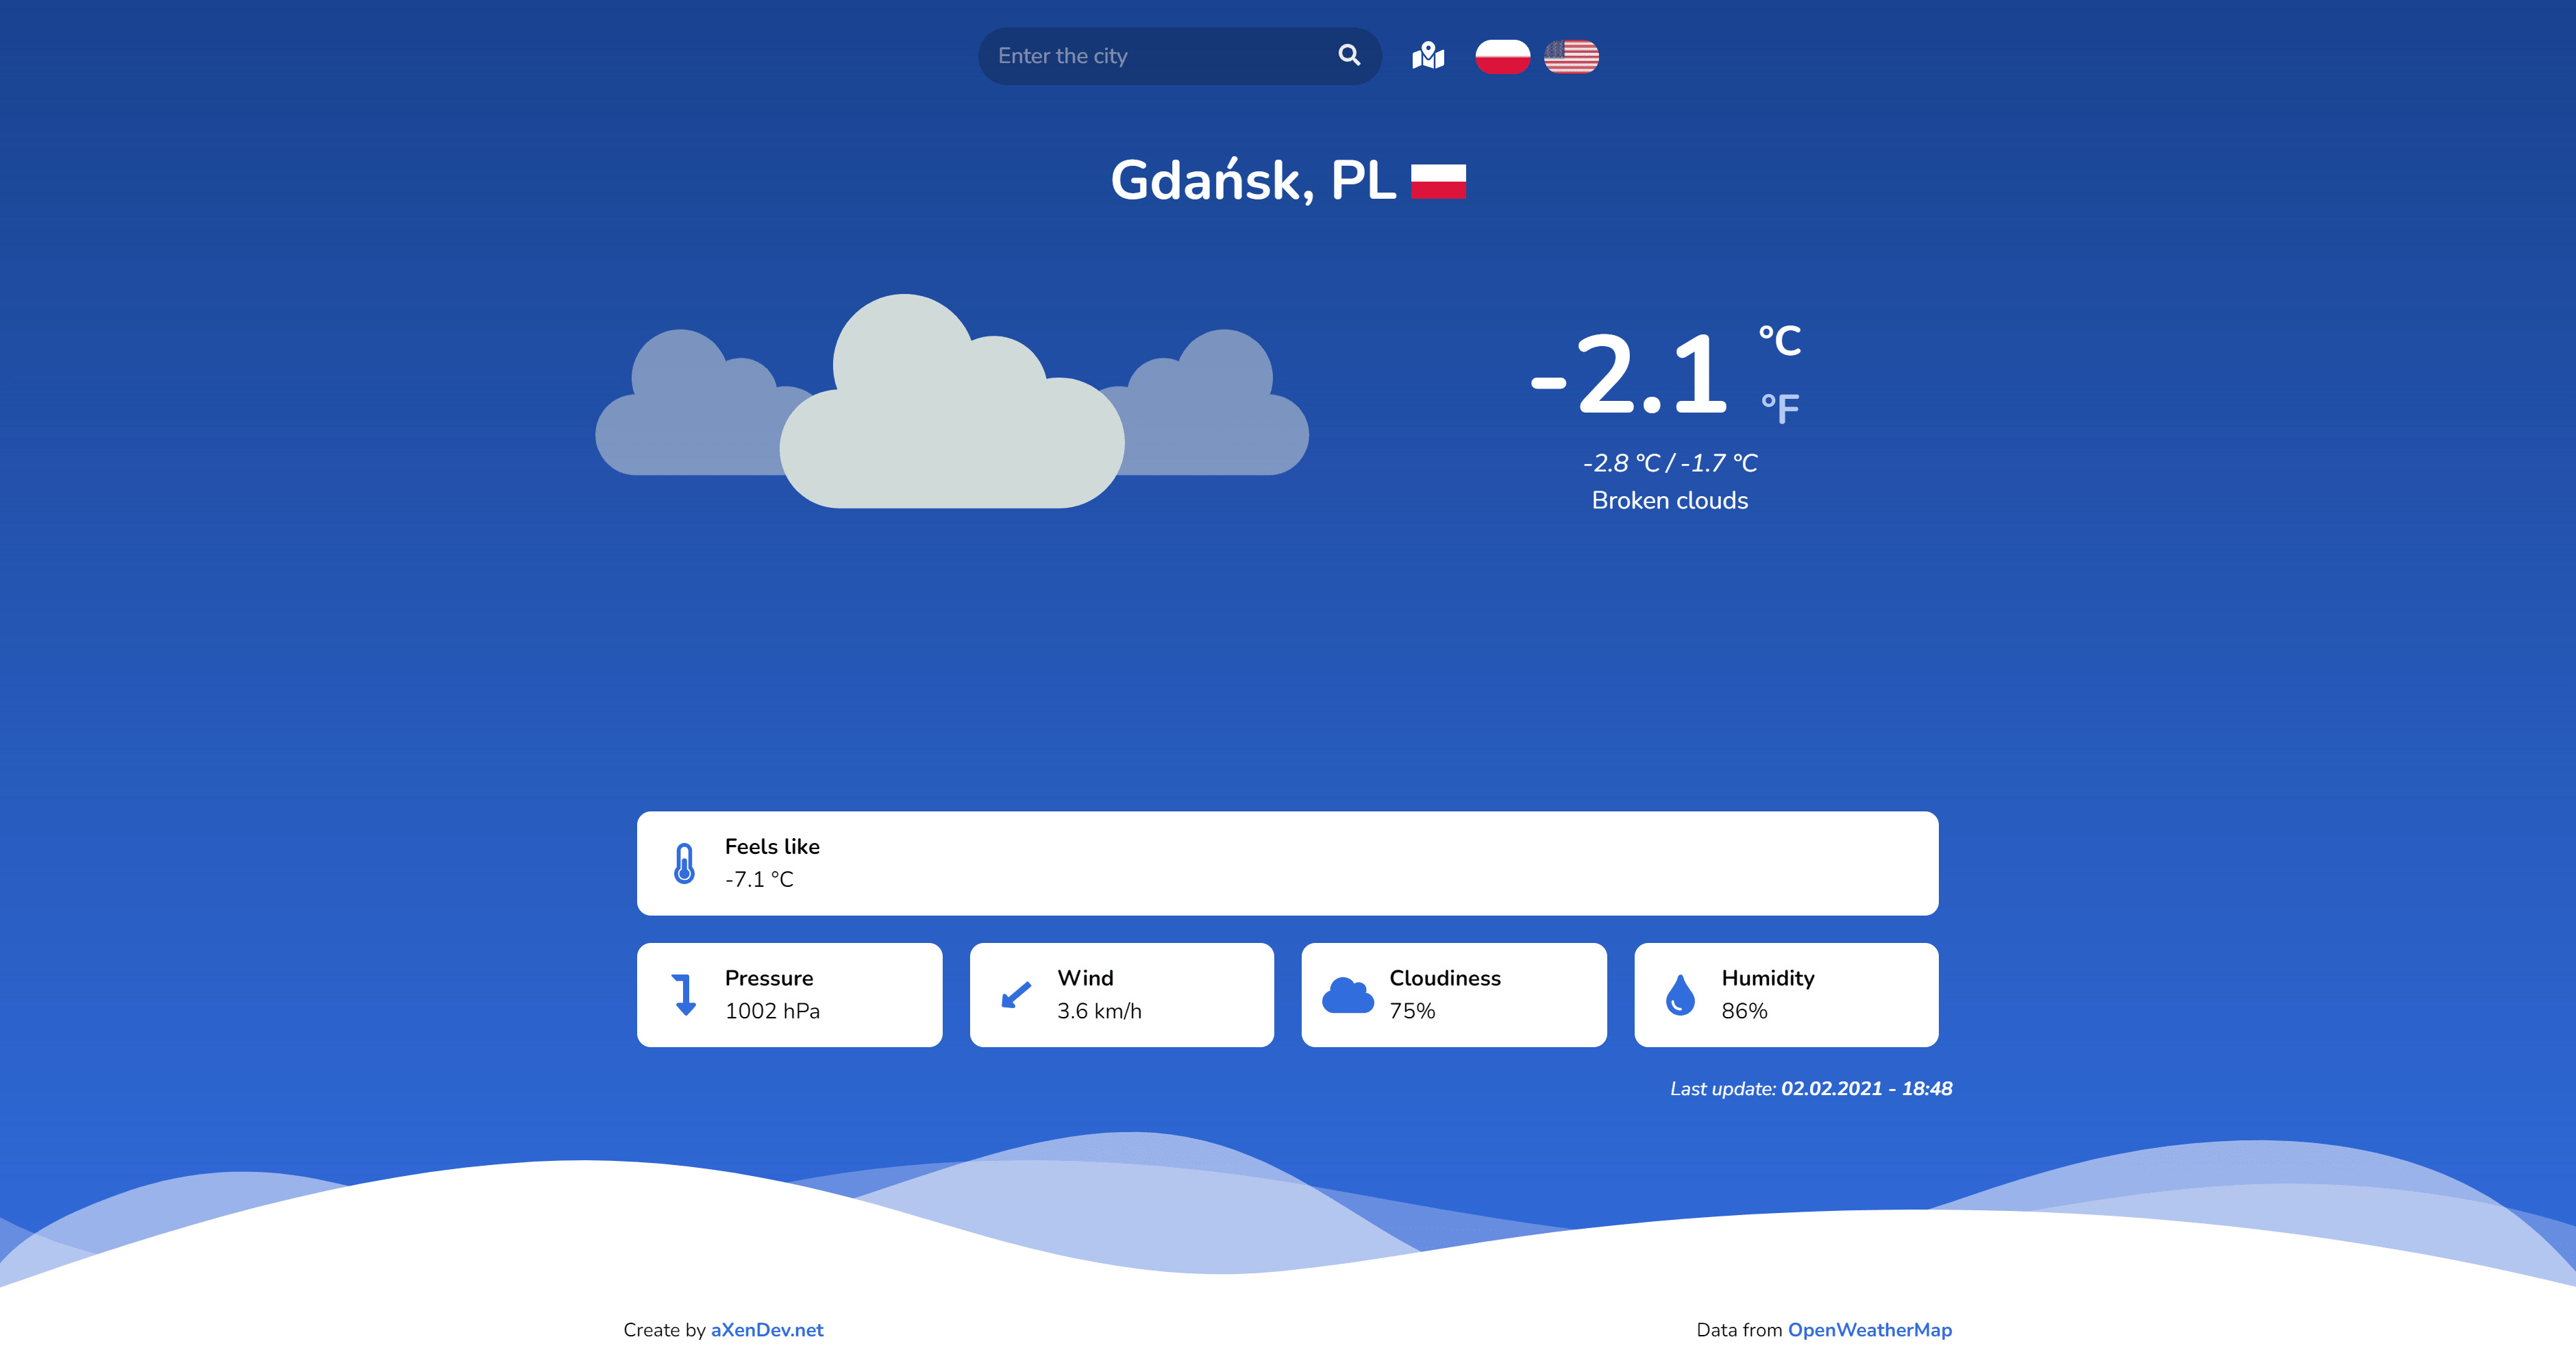 Enter the city
Gdańsk, PL
-2.1 °C
°F
-2.8 °C / -1.7 °C
Broken clouds
Feels like
-7.1 °C
Pressure
1002 hPa
Wind
3.6 km/h
Cloudiness
75%
Humidity
86%
Last update: 02.02.2021 - 18:48
Create by aXenDev.net
Data from OpenWeatherMap